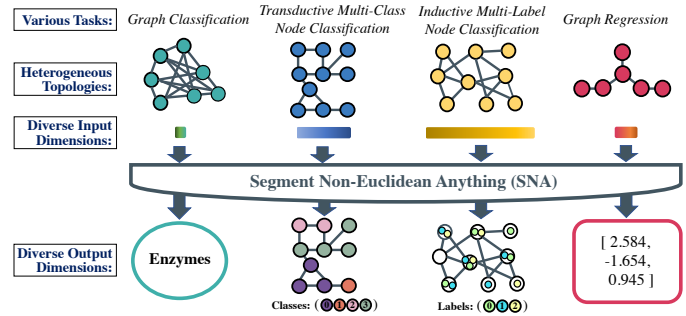 Various Tasks:
Graph Classification
Transductive Multi-Class
Node Classification
Inductive Multi-Label
Node Classification
Graph Regression
Heterogeneous
Topologies:
Diverse Input
Dimensions:
Segment Non-Euclidean Anything (SNA)
Diverse Output
Dimensions:
Enzymes
Classes: ( 0 1 2 3 )
Labels: ( 0 1 2 )
[ 2.584,
-1.654,
0.945 ]